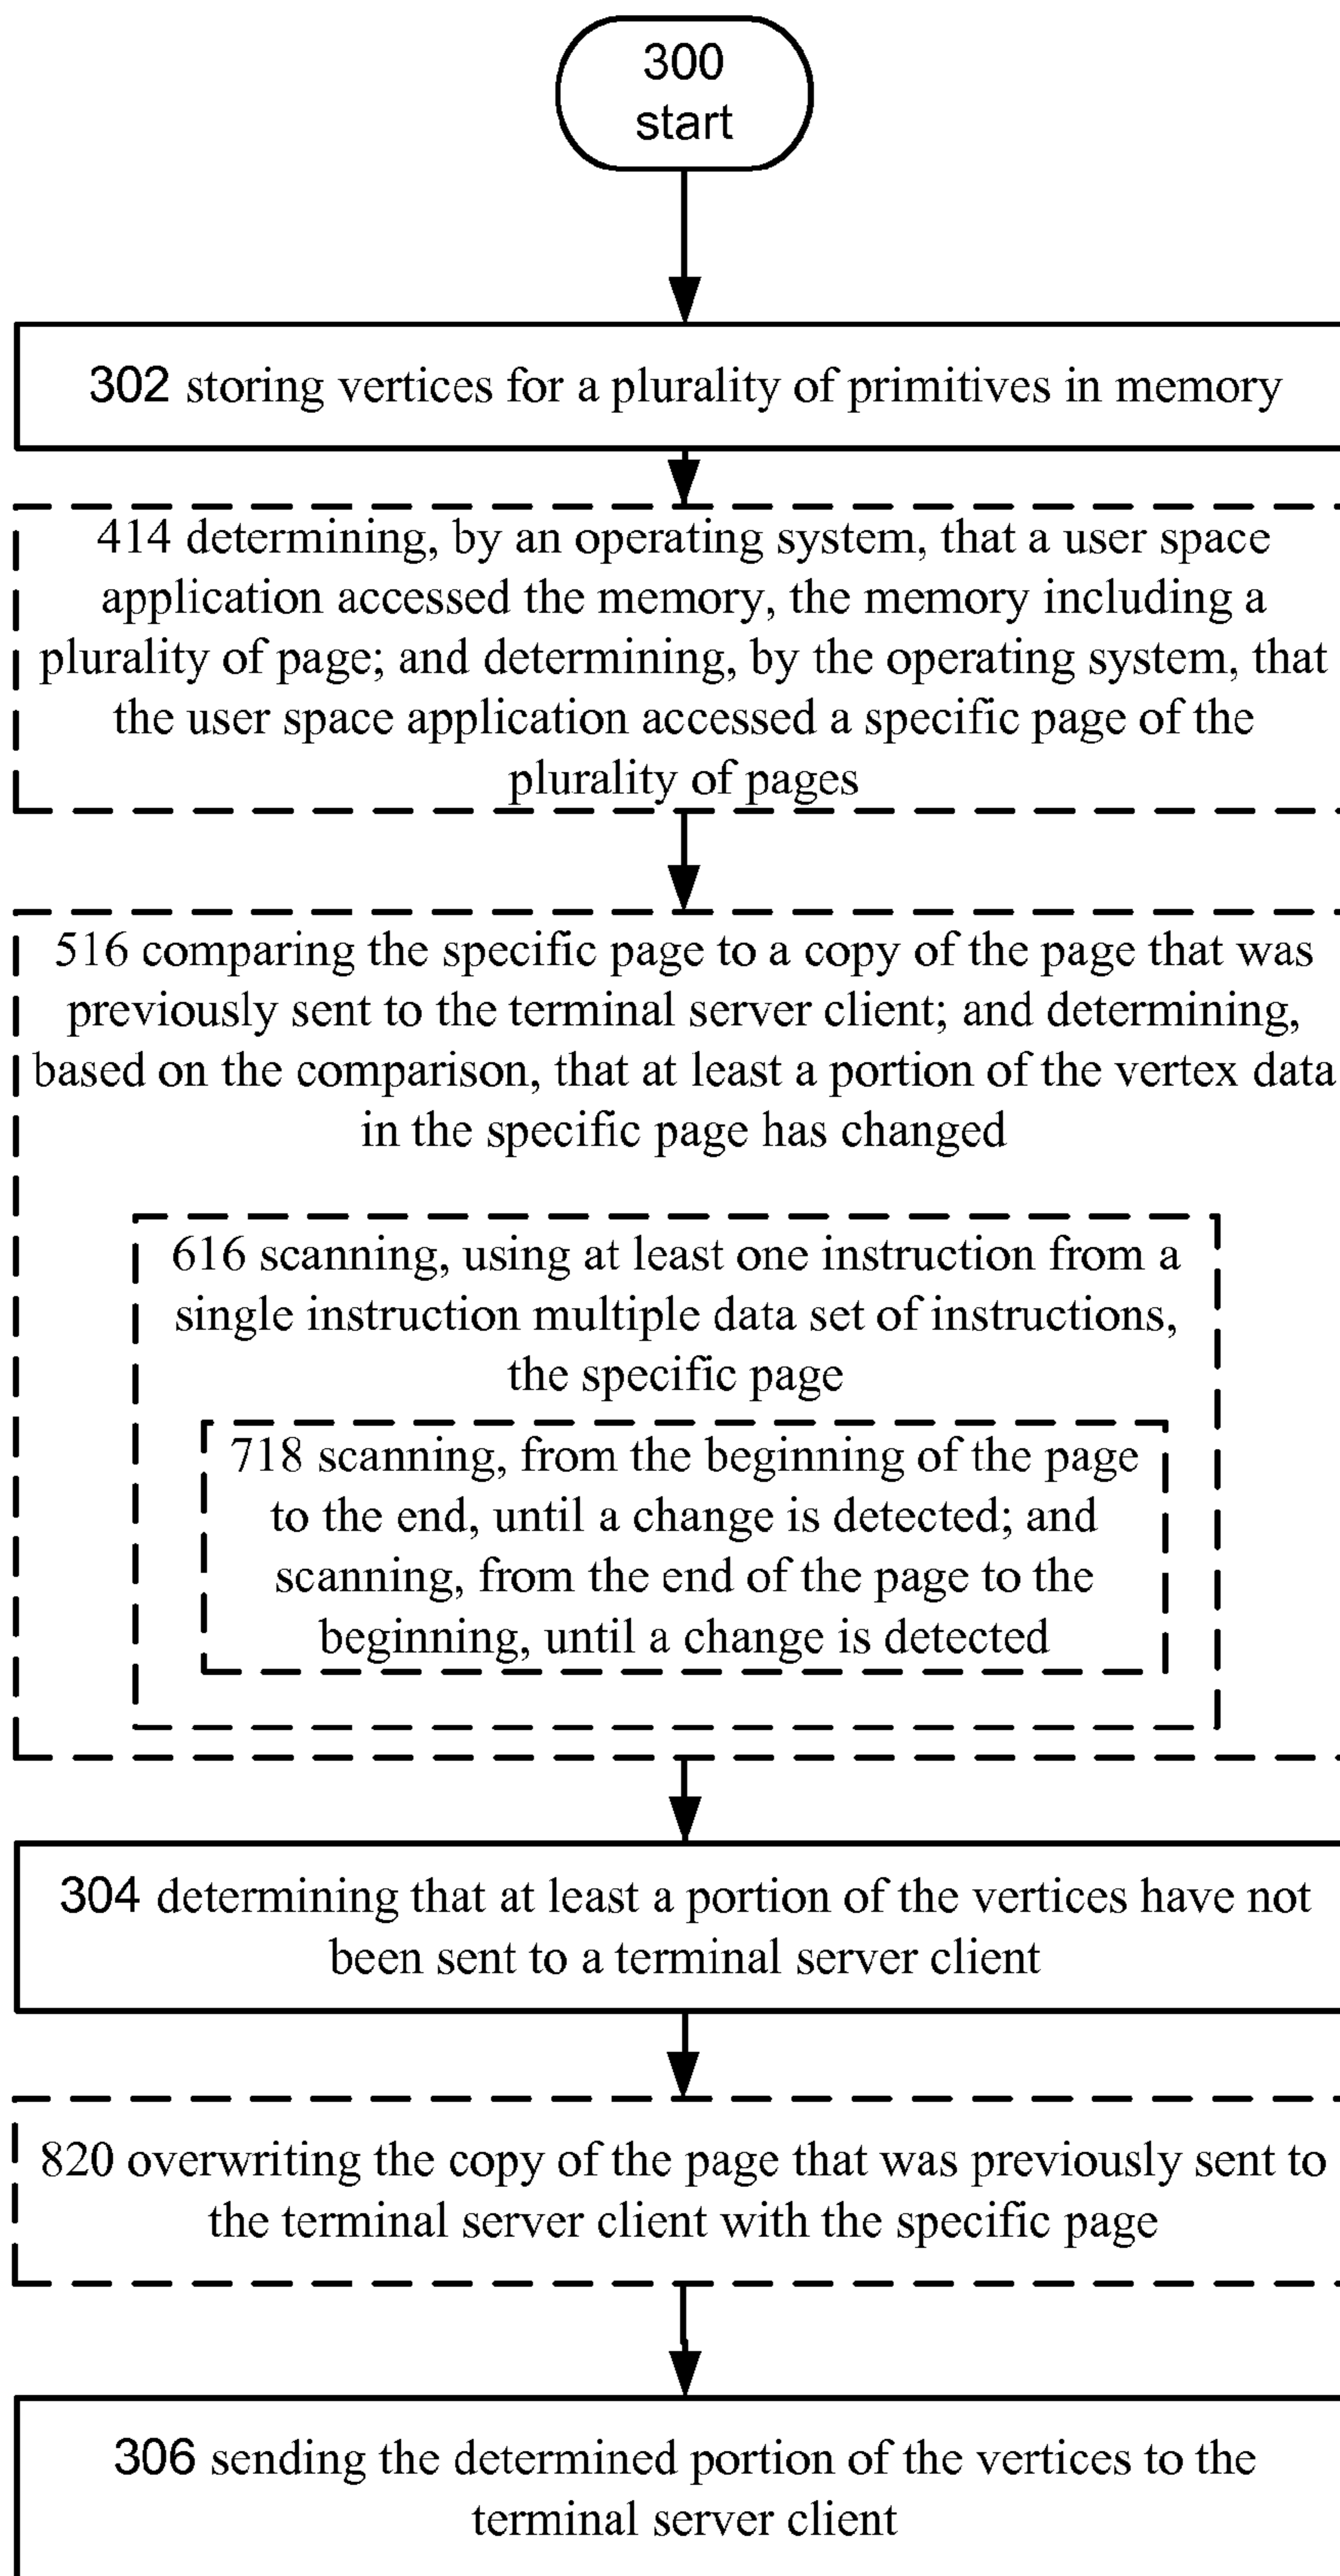 300
start
302 storing vertices for a plurality of primitives in memory
414 determining, by an operating system, that a user space
application accessed the memory, the memory including a
plurality of page; and determining, by the operating system, that
the user space application accessed a specific page of the
plurality of pages
516 comparing the specific page to a copy of the page that was
previously sent to the terminal server client; and determining,
based on the comparison, that at least a portion of the vertex data
in the specific page has changed
616 scanning, using at least one instruction from a
single instruction multiple data set of instructions,
the specific page
718 scanning, from the beginning of the page
to the end, until a change is detected; and
scanning, from the end of the page to the
beginning, until a change is detected
304 determining that at least a portion of the vertices have not
been sent to a terminal server client
820 overwriting the copy of the page that was previously sent to
the terminal server client with the specific page
306 sending the determined portion of the vertices to the
terminal server client